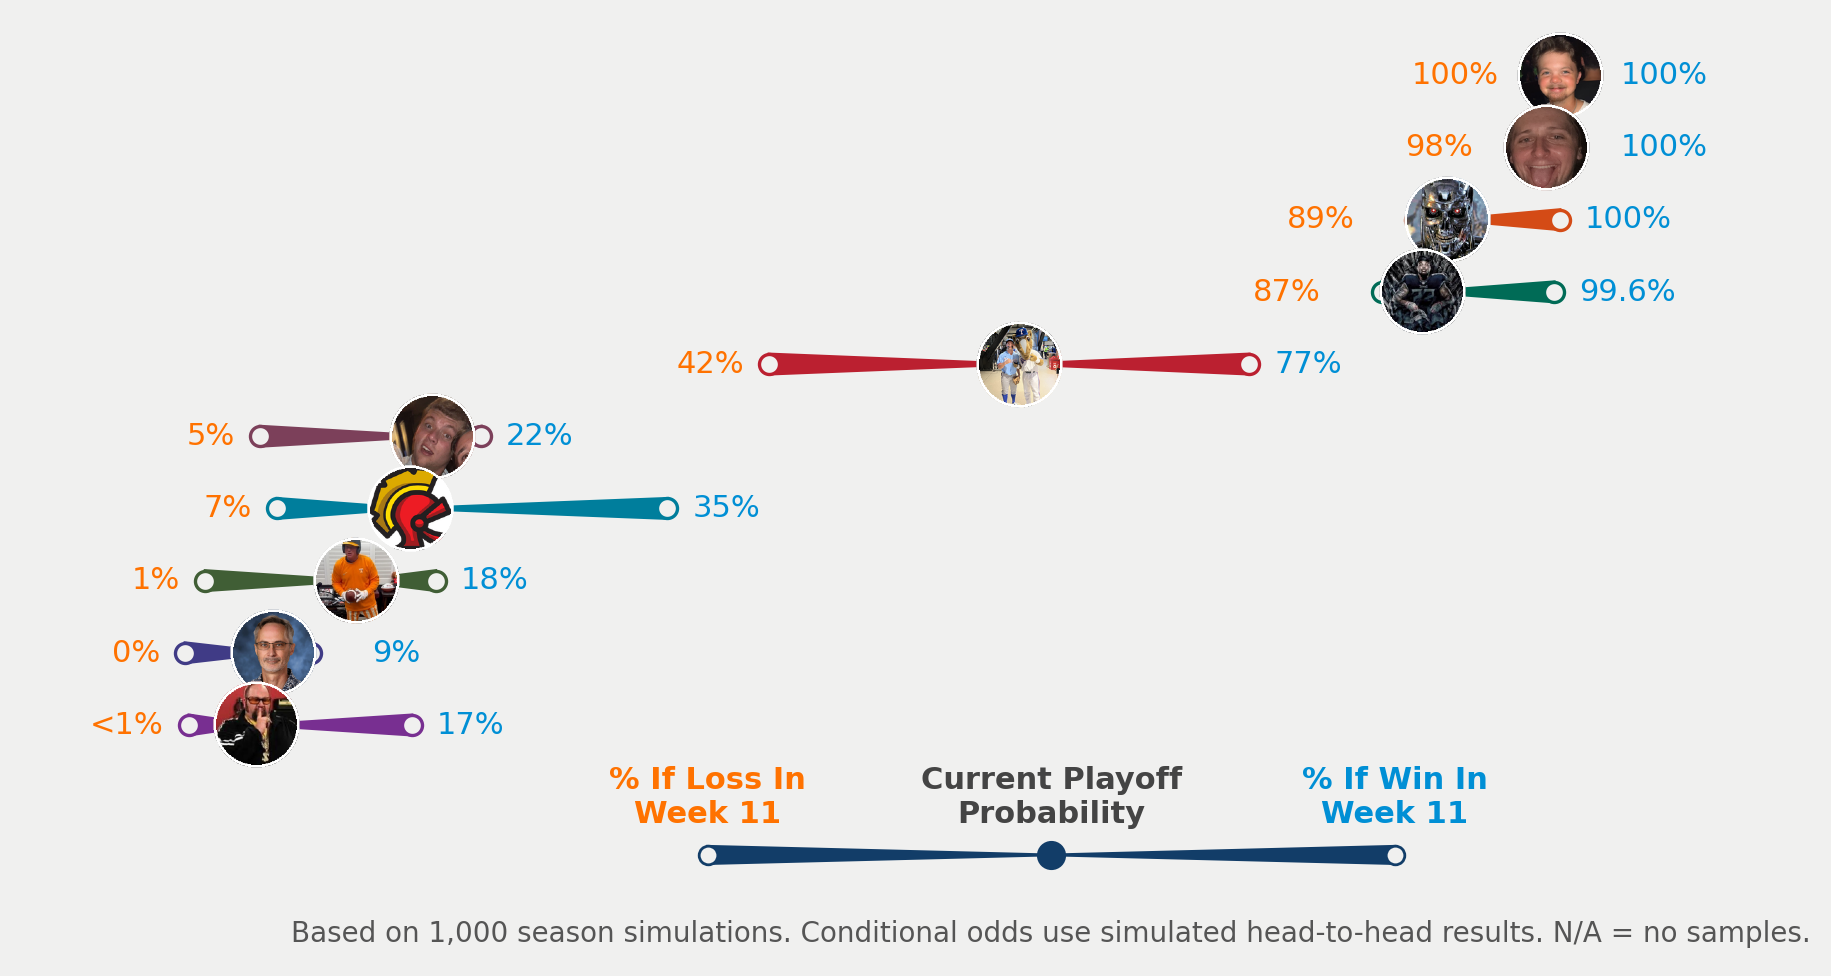 100% 100%
98% 100%
89% 100%
87% 99.6%
42% 77%
5% 22%
7% 35%
1% 18%
0% 9%
<1% 17%
% If Loss In
Week 11
Current Playoff
Probability
% If Win In
Week 11
Based on 1,000 season simulations. Conditional odds use simulated head-to-head results. N/A = no samples.